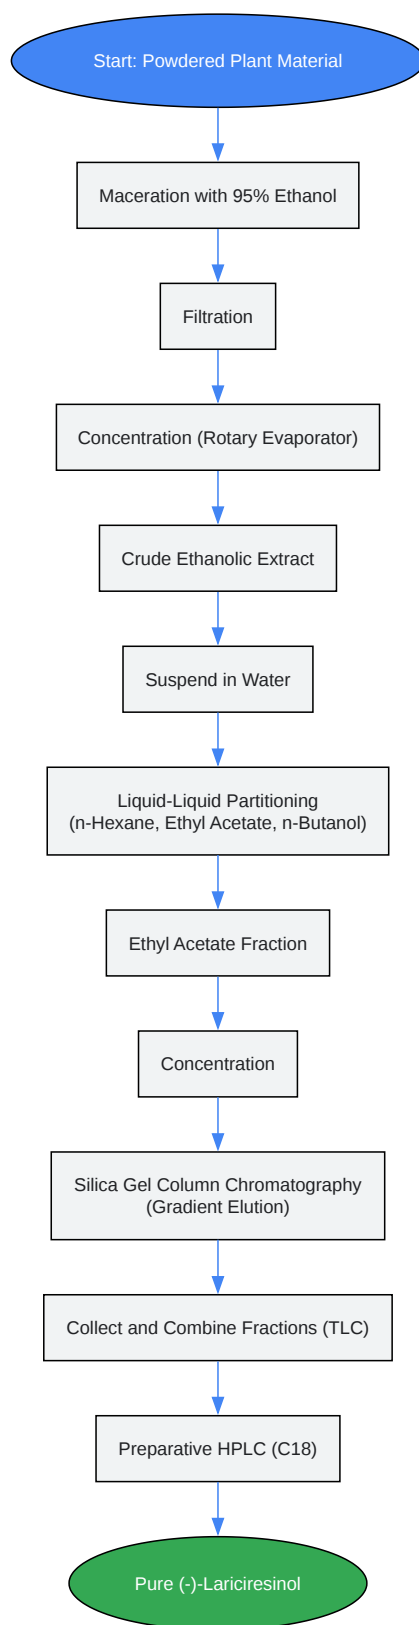 Start: Powdered Plant Material
Maceration with 95% Ethanol
Filtration
Concentration (Rotary Evaporator)
Crude Ethanolic Extract
Suspend in Water
Liquid-Liquid Partitioning
(n-Hexane, Ethyl Acetate, n-Butanol)
Ethyl Acetate Fraction
Concentration
Silica Gel Column Chromatography
(Gradient Elution)
Collect and Combine Fractions (TLC)
Preparative HPLC (C18)
Pure (-)-Lariciresinol